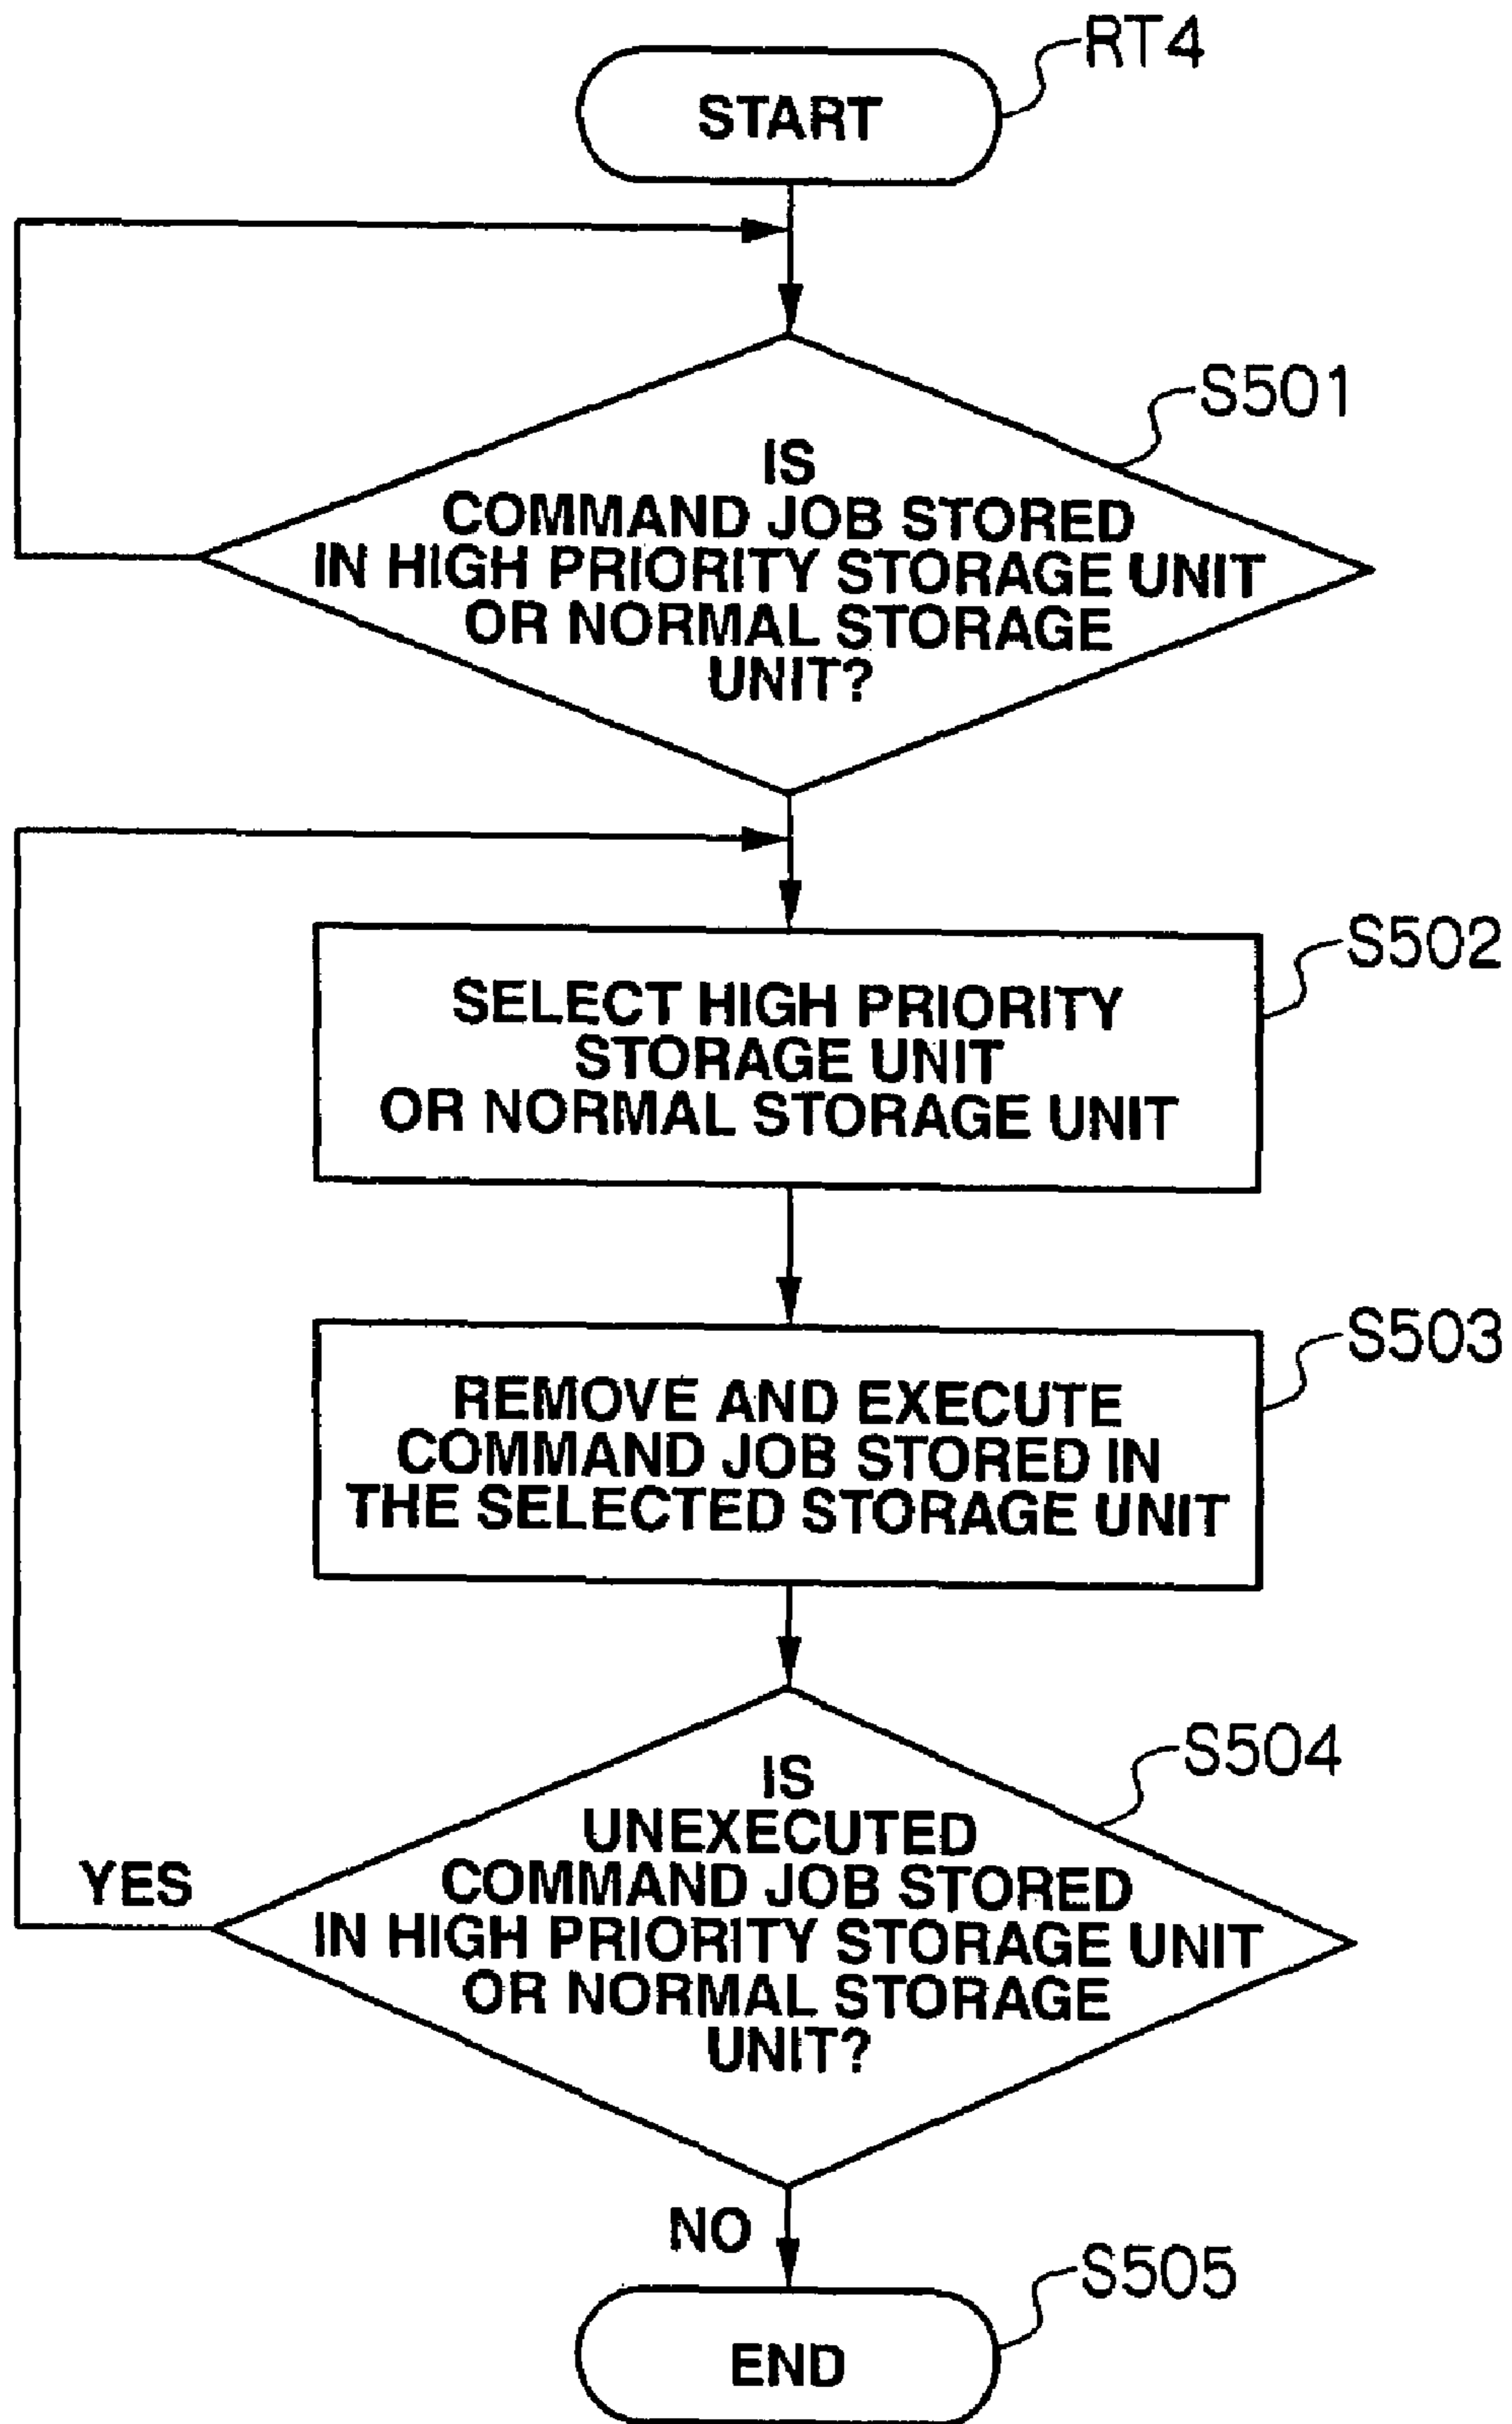 RT4
START
S501
IS
COMMAND JOB STORED
IN HIGH PRIORITY STORAGE UNIT
OR NORMAL STORAGE
UNIT?
S502
SELECT HIGH PRIORITY
STORAGE UNIT
OR NORMAL STORAGE UNIT
S503
REMOVE AND EXECUTE
COMMAND JOB STORED IN
THE SELECTED STORAGE UNIT
S504
IS
UNEXECUTED
COMMAND JOB STORED
IN HIGH PRIORITY STORAGE UNIT
OR NORMAL STORAGE
UNIT?
YES
NO
S505
END